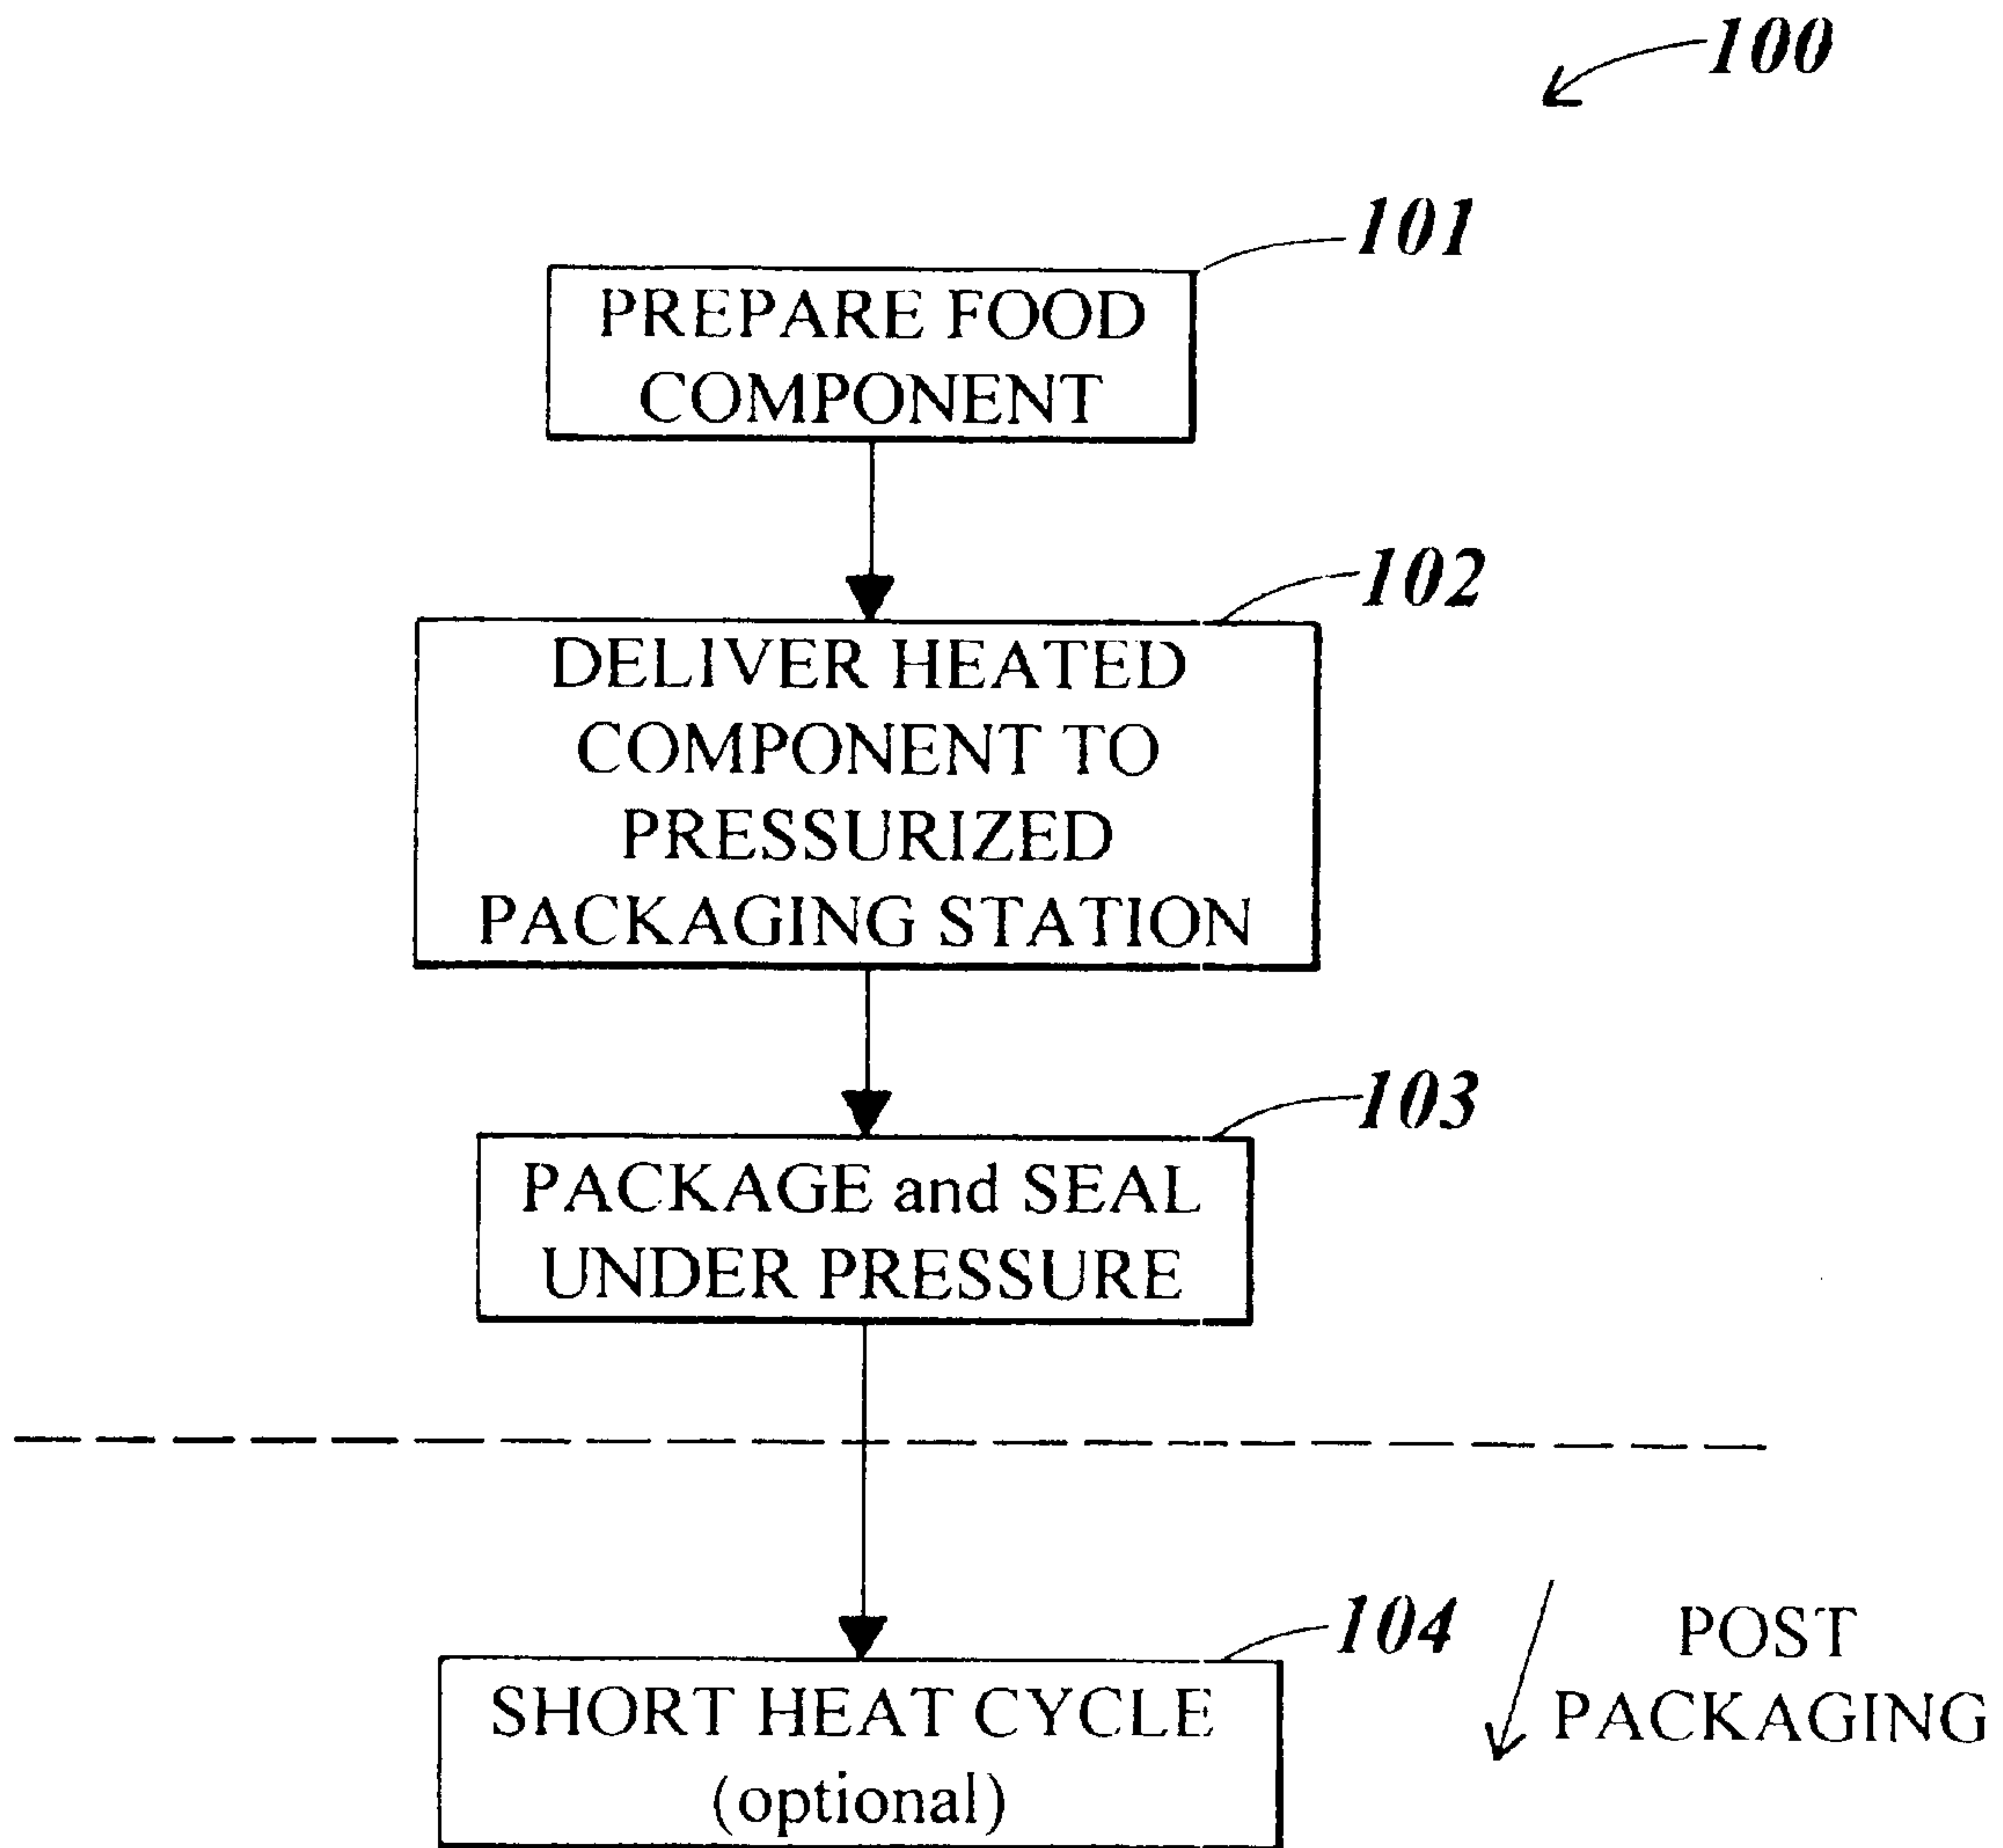 100
101
PREPARE FOOD
COMPONENT
102
DELIVER HEATED
COMPONENT TO
PRESSURIZED
PACKAGING STATION
103
PACKAGE and SEAL
UNDER PRESSURE
104
SHORT HEAT CYCLE
(optional)
POST
PACKAGING